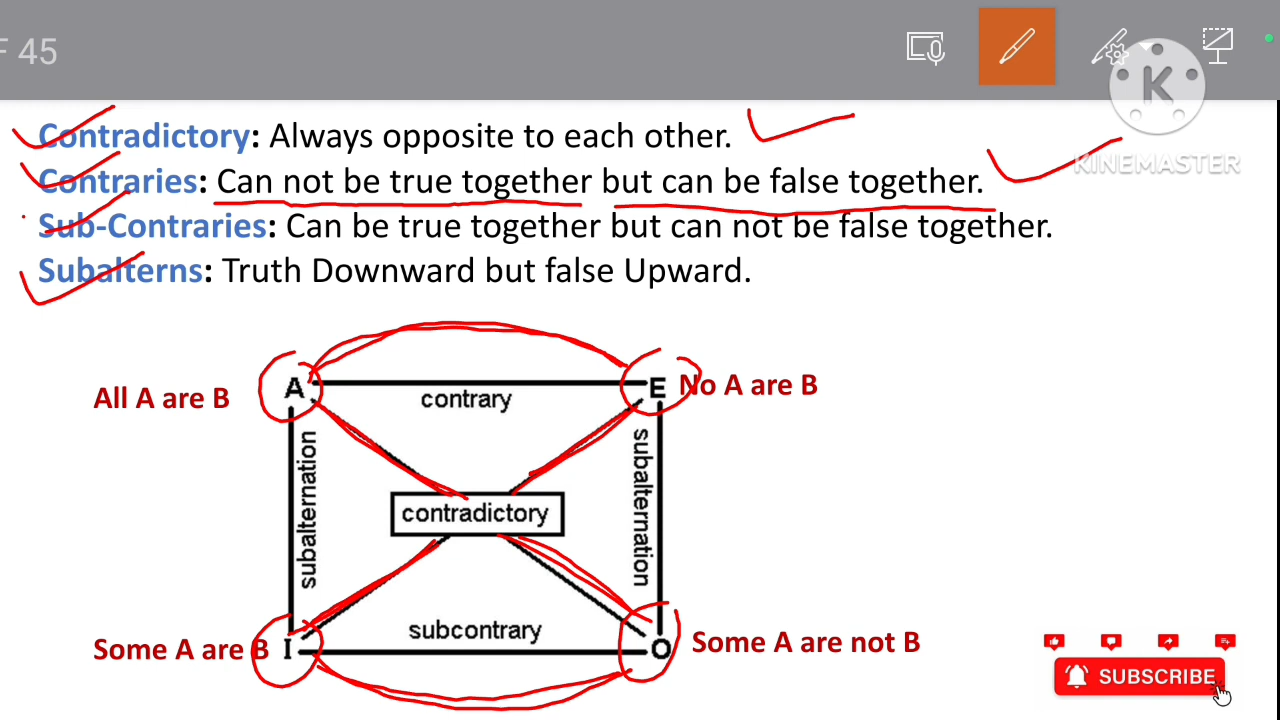 F 45
K
KINEMASTER
Contradictory: Always opposite to each other.
Contraries: Can not be true together but can be false together.
Sub-Contraries: Can be true together but can not be false together.
Subalterns: Truth Downward but false Upward.
All A are B
A
contrary
E
No A are B
subalternation
contradictory
subalternation
Some A are B
I
subcontrary
O
Some A are not B
SUBSCRIBE